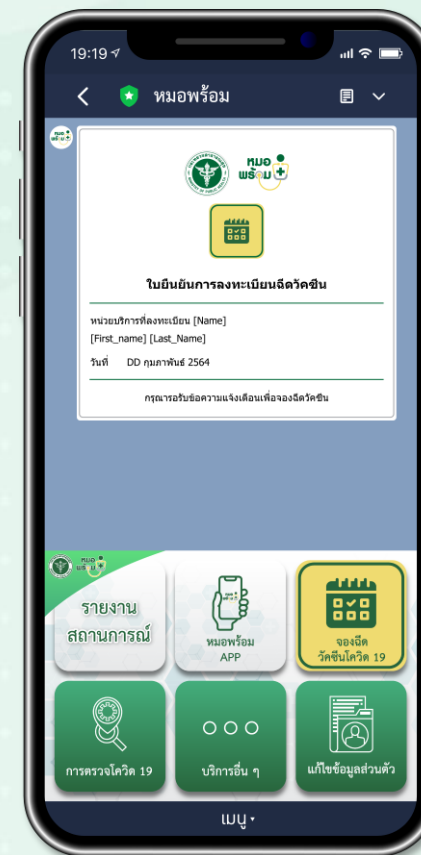 19:19
หมอพร้อม
หมอ
พร้อม
ใบยืนยันการลงทะเบียนฉีดวัคซีน
หน่วยบริการที่ลงทะเบียน [Name]
[First_name] [Last_Name]
วันที่ DD กุมภาพันธ์ 2564
กรุณารอรับข้อความแจ้งเตือนเพื่อจองฉีดวัคซีน
รายงาน
สถานการณ์
หมอพร้อม
APP
จองฉีด
วัคซีนโควิด 19
การตรวจโควิด 19
บริการอื่น ๆ
แก้ไขข้อมูลส่วนตัว
เมนู